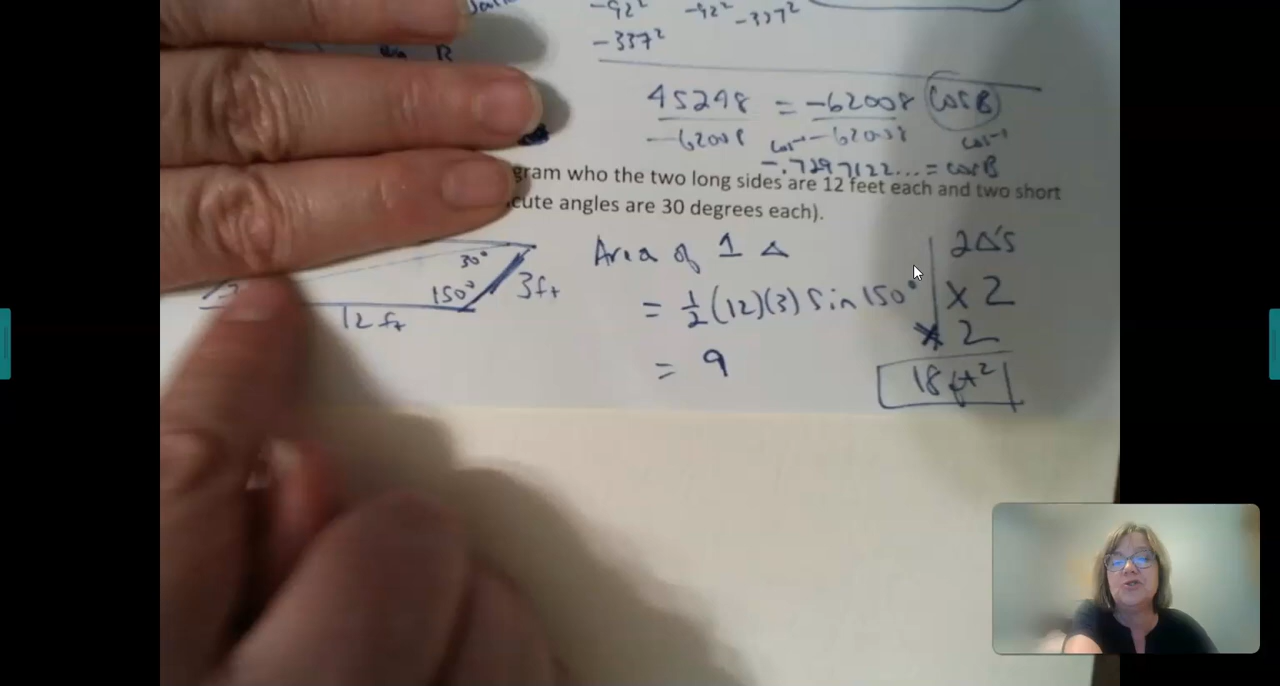 -92² -92² -337²
-337²
B
45248 = -62008 cos B
-62008 cos⁻¹ -62008 cos⁻¹
-.7297122... = cos B
gram who the two long sides are 12 feet each and two short
cute angles are 30 degrees each).
Area of 1 △ 2△'s
30°
150° 3ft = ½(12)(3) sin 150° x 2
12 ft x 2
= 9 18 ft²